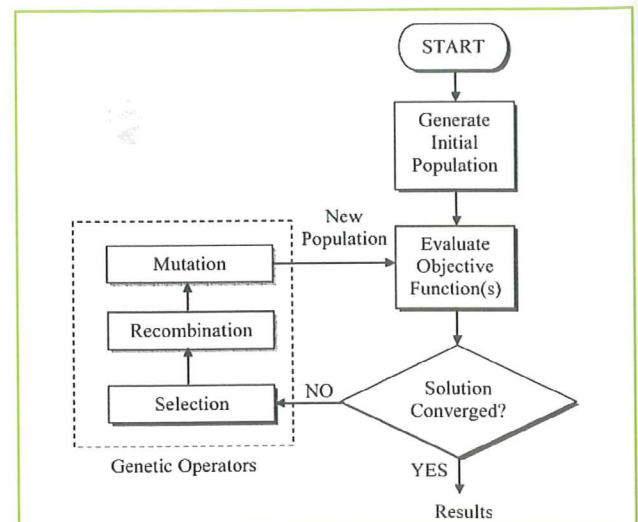 START
Generate
Initial
Population
New
Population
Evaluate
Objective
Function(s)
Mutation
Recombination
Selection
NO
Solution
Converged?
Genetic Operators
YES
Results